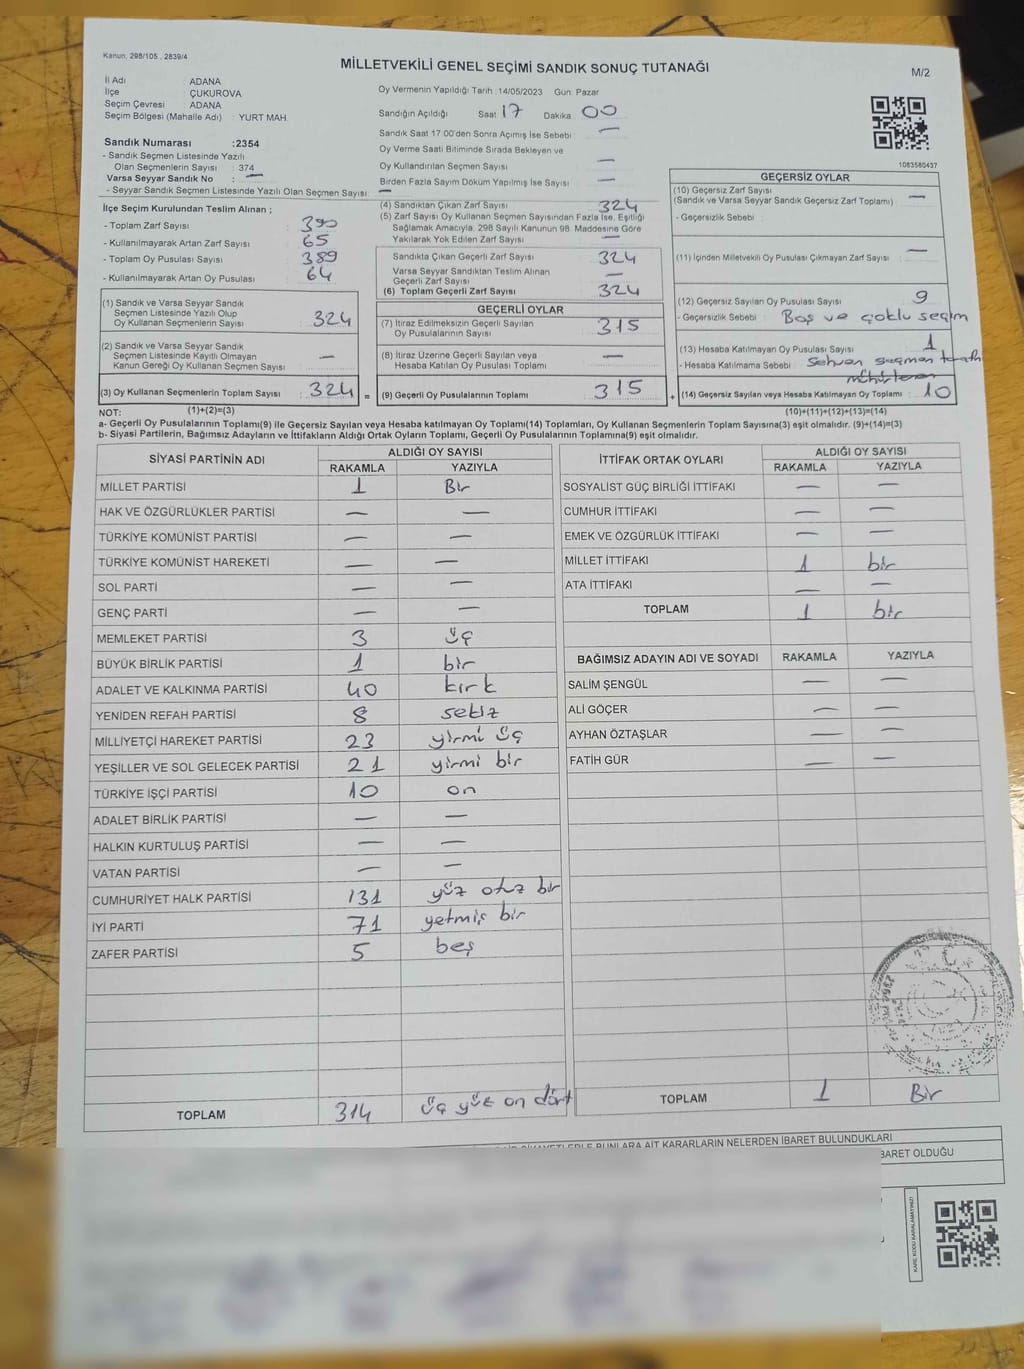 Kanun, 298/105 , 2839/4
MİLLETVEKİLİ GENEL SEÇİMİ SANDIK SONUÇ TUTANAĞI
M/2
İl Adı : ADANA
İlçe : ÇUKUROVA
Seçim Çevresi : ADANA
Seçim Bölgesi (Mahalle Adı) : YURT MAH.
Oy Vermenin Yapıldığı Tarih :14/05/2023 Gün: Pazar
Sandığın Açıldığı Saat 17 Dakika : 00
Sandık Saat 17.00'den Sonra Açımış İse Sebebi —
Oy Verme Saati Bitiminde Sırada Bekleyen ve
Oy Kullandırılan Seçmen Sayısı —
Birden Fazla Sayım Döküm Yapılmış İse Sayısı —
1083580437
Sandık Numarası :2354
- Sandık Seçmen Listesinde Yazılı
Olan Seçmenlerin Sayısı : 374
Varsa Seyyar Sandık No : —
- Seyyar Sandık Seçmen Listesinde Yazılı Olan Seçmen Sayısı: —
İlçe Seçim Kurulundan Teslim Alınan ;
- Toplam Zarf Sayısı : 390
- Kullanılmayarak Artan Zarf Sayısı : 65
- Toplam Oy Pusulası Sayısı : 389
- Kullanılmayarak Artan Oy Pusulası : 64
(1) Sandık ve Varsa Seyyar Sandık
Seçmen Listesinde Yazılı Olup
Oy Kullanan Seçmenlerin Sayısı : 324
(2) Sandık ve Varsa Seyyar Sandık
Seçmen Listesinde Kayıtlı Olmayan
Kanun Gereği Oy Kullanan Seçmen Sayısı : —
(3) Oy Kullanan Seçmenlerin Toplam Sayısı : 324 =
(1)+(2)=(3)
(4) Sandıktan Çıkan Zarf Sayısı : 324
(5) Zarf Sayısı Oy Kullanan Seçmen Sayısından Fazla İse, Eşitliği
Sağlamak Amacıyla, 298 Sayılı Kanunun 98. Maddesine Göre
Yakılarak Yok Edilen Zarf Sayısı : —
Sandıkta Çıkan Geçerli Zarf Sayısı : 324
Varsa Seyyar Sandıktan Teslim Alınan
Geçerli Zarf Sayısı : —
(6) Toplam Geçerli Zarf Sayısı : 324
GEÇERLİ OYLAR
(7) İtiraz Edilmeksizin Geçerli Sayılan
Oy Pusulalarının Sayısı : 315
(8) İtiraz Üzerine Geçerli Sayılan veya
Hesaba Katılan Oy Pusulası Toplamı : —
(9) Geçerli Oy Pusulalarının Toplamı : 315 +
GEÇERSİZ OYLAR
(10) Geçersiz Zarf Sayısı
(Sandık ve Varsa Seyyar Sandık Geçersiz Zarf Toplamı) : —
- Geçersizlik Sebebi :
(11) İçinden Milletvekili Oy Pusulası Çıkmayan Zarf Sayısı : —
(12) Geçersiz Sayılan Oy Pusulası Sayısı : 9
- Geçersizlik Sebebi : Boş ve çoklu seçim
(13) Hesaba Katılmayan Oy Pusulası Sayısı : 1
- Hesaba Katılmama Sebebi : Sehven seçmen
(14) Geçersiz Sayılan veya Hesaba Katılmayan Oy Toplamı : 10
(10)+(11)+(12)+(13)=(14)
NOT:
a- Geçerli Oy Pusulalarının Toplamı(9) ile Geçersiz Sayılan veya Hesaba katılmayan Oy Toplamı(14) Toplamları, Oy Kullanan Seçmenlerin Toplam Sayısına(3) eşit olmalıdır. (9)+(14)=(3)
b- Siyasi Partilerin, Bağımsız Adayların ve İttifakların Aldığı Ortak Oyların Toplamı, Geçerli Oy Pusulalarının Toplamına(9) eşit olmalıdır.
SİYASİ PARTİNİN ADI ALDIĞI OY SAYISI
RAKAMLA YAZIYLA
MİLLET PARTİSİ 1 Bir
HAK VE ÖZGÜRLÜKLER PARTİSİ — —
TÜRKİYE KOMÜNİST PARTİSİ — —
TÜRKİYE KOMÜNİST HAREKETİ — —
SOL PARTİ — —
GENÇ PARTİ — —
MEMLEKET PARTİSİ 3 üç
BÜYÜK BİRLİK PARTİSİ 1 bir
ADALET VE KALKINMA PARTİSİ 40 kırk
YENİDEN REFAH PARTİSİ 8 sekiz
MİLLİYETÇİ HAREKET PARTİSİ 23 yirmi üç
YEŞİLLER VE SOL GELECEK PARTİSİ 21 yirmi bir
TÜRKİYE İŞÇİ PARTİSİ 10 on
ADALET BİRLİK PARTİSİ — —
HALKIN KURTULUŞ PARTİSİ — —
VATAN PARTİSİ — —
CUMHURİYET HALK PARTİSİ 131 yüz otuz bir
İYİ PARTİ 71 yetmiş bir
ZAFER PARTİSİ 5 beş
TOPLAM 314 üç yüz on dört
İTTİFAK ORTAK OYLARI ALDIĞI OY SAYISI
RAKAMLA YAZIYLA
SOSYALİST GÜÇ BİRLİĞİ İTTİFAKI — —
CUMHUR İTTİFAKI — —
EMEK VE ÖZGÜRLÜK İTTİFAKI — —
MİLLET İTTİFAKI 1 bir
ATA İTTİFAKI — —
TOPLAM 1 bir
BAĞIMSIZ ADAYIN ADI VE SOYADI RAKAMLA YAZIYLA
SALİM ŞENGÜL — —
ALİ GÖÇER — —
AYHAN ÖZTAŞLAR — —
FATİH GÜR — —
TOPLAM 1 Bir
BUNLARA AİT KARARLARIN NELERDEN İBARET BULUNDUKLARI
BARET OLDUĞU
KARE KODU KARALAMAYINIZ!